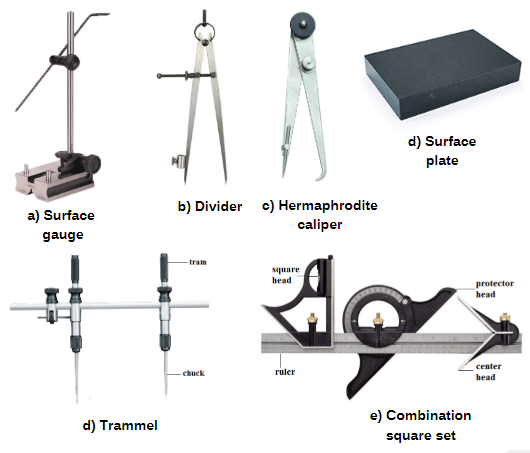 a) Surface
gauge
b) Divider
c) Hermaphrodite
caliper
d) Surface
plate
tram
chuck
d) Trammel
square
head
protector
head
ruler
center
head
e) Combination
square set